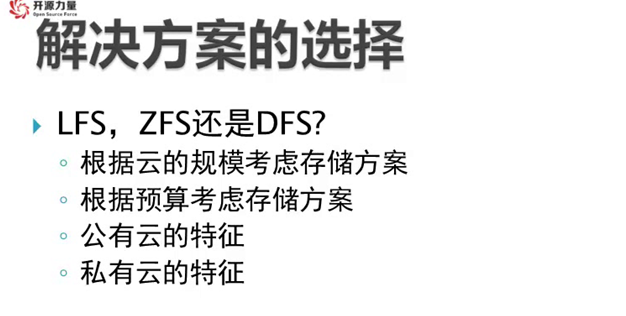 开源力量
Open Source Force
解决方案的选择
LFS，ZFS还是DFS?
根据云的规模考虑存储方案
根据预算考虑存储方案
公有云的特征
私有云的特征